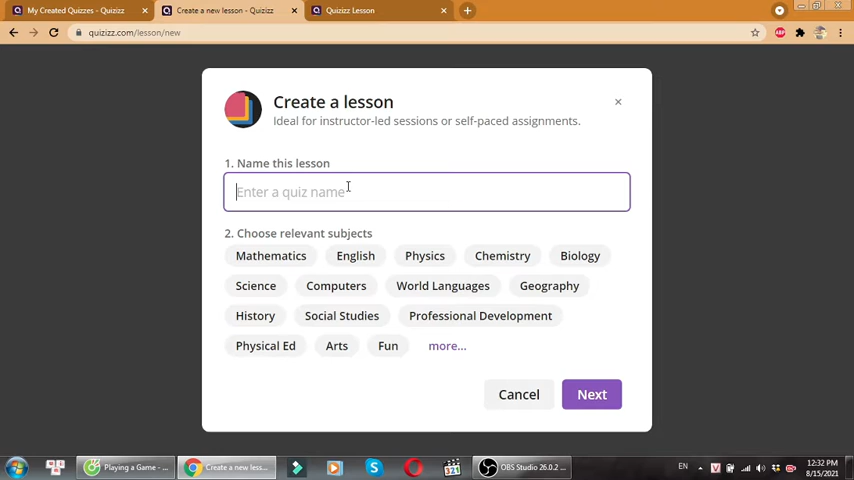 My Created Quizzes - Quizizz
Create a new lesson - Quizizz
Quizizz Lesson
quizizz.com/lesson/new
ABP
Create a lesson
Ideal for instructor-led sessions or self-paced assignments.
1. Name this lesson
Enter a quiz name
2. Choose relevant subjects
Mathematics English Physics Chemistry Biology
Science Computers World Languages Geography
History Social Studies Professional Development
Physical Ed Arts Fun more...
Cancel Next
Playing a Game - ...
Create a new less...
321
OBS Studio 26.0.2 ...
EN
12:32 PM
8/15/2021